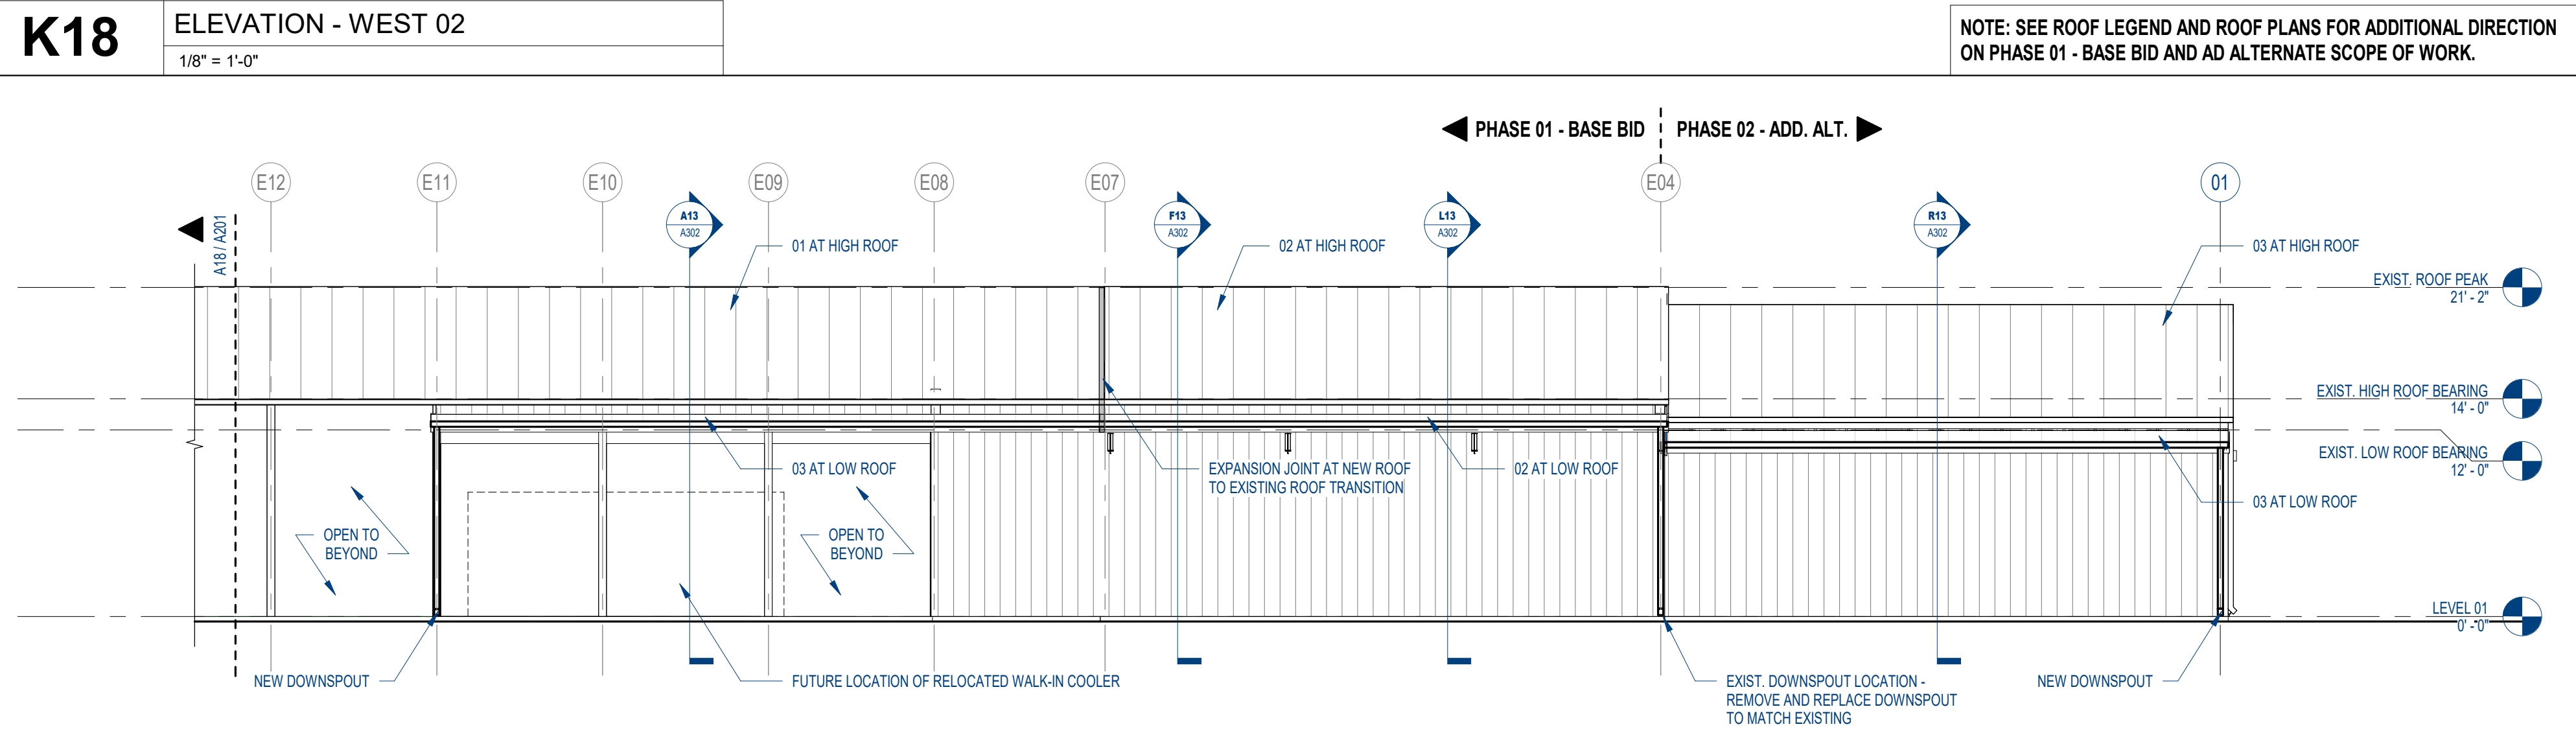 K18
ELEVATION - WEST 02
1/8" = 1'-0"
NOTE: SEE ROOF LEGEND AND ROOF PLANS FOR ADDITIONAL DIRECTION
ON PHASE 01 - BASE BID AND AD ALTERNATE SCOPE OF WORK.
PHASE 01 - BASE BID
PHASE 02 - ADD. ALT.
E12
E11
E10
E09
E08
E07
E04
01
A18 / A201
A13
A302
F13
A302
L13
A302
R13
A302
01 AT HIGH ROOF
02 AT HIGH ROOF
03 AT HIGH ROOF
EXIST. ROOF PEAK
21' - 2"
EXIST. HIGH ROOF BEARING
14' - 0"
EXIST. LOW ROOF BEARING
12' - 0"
03 AT LOW ROOF
EXPANSION JOINT AT NEW ROOF
TO EXISTING ROOF TRANSITION
02 AT LOW ROOF
03 AT LOW ROOF
OPEN TO
BEYOND
OPEN TO
BEYOND
LEVEL 01
0' - 0"
NEW DOWNSPOUT
FUTURE LOCATION OF RELOCATED WALK-IN COOLER
EXIST. DOWNSPOUT LOCATION -
REMOVE AND REPLACE DOWNSPOUT
TO MATCH EXISTING
NEW DOWNSPOUT